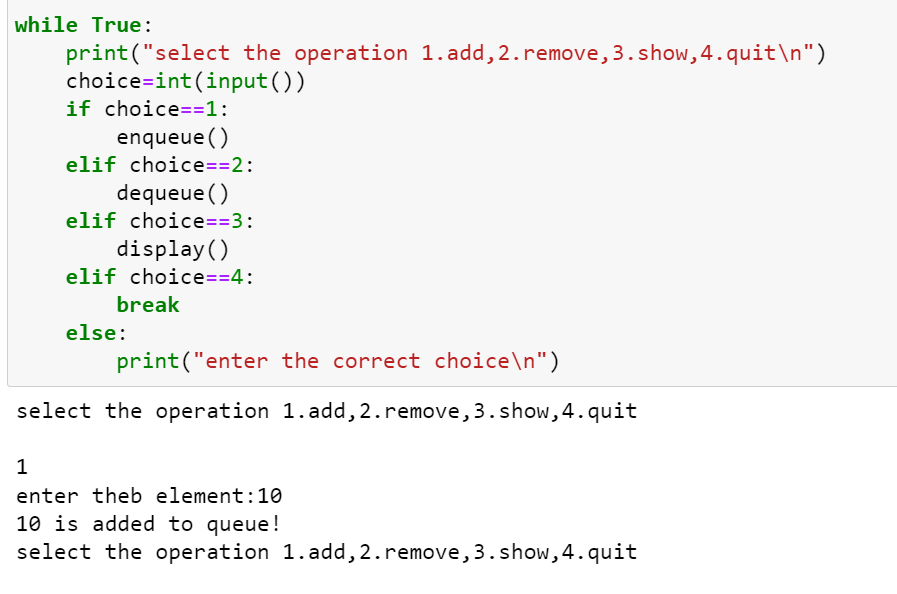 while True:
    print("select the operation 1.add,2.remove,3.show,4.quit\n")
    choice=int(input())
    if choice==1:
        enqueue()
    elif choice==2:
        dequeue()
    elif choice==3:
        display()
    elif choice==4:
        break
    else:
        print("enter the correct choice\n")
select the operation 1.add,2.remove,3.show,4.quit
1
enter theb element:10
10 is added to queue!
select the operation 1.add,2.remove,3.show,4.quit